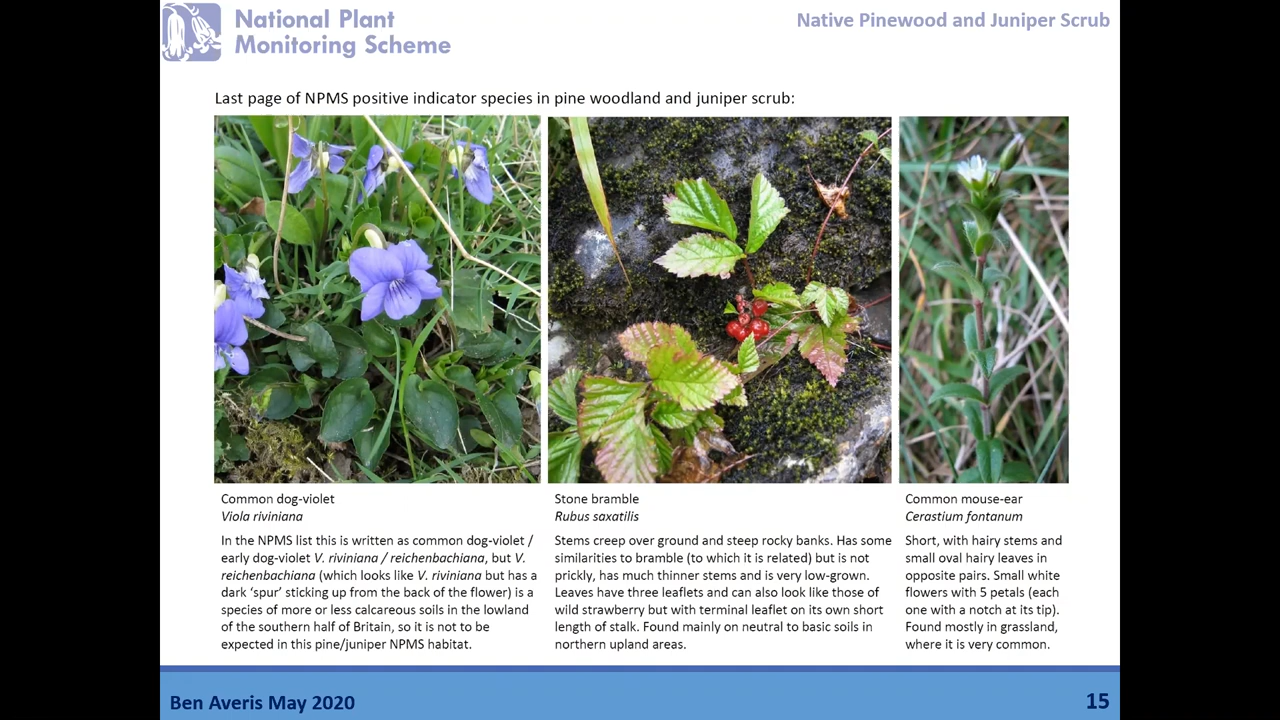 National Plant
Monitoring Scheme
Native Pinewood and Juniper Scrub
Last page of NPMS positive indicator species in pine woodland and juniper scrub:
Common dog-violet
Viola riviniana
In the NPMS list this is written as common dog-violet /
early dog-violet V. riviniana / reichenbachiana, but V.
reichenbachiana (which looks like V. riviniana but has a
dark ‘spur’ sticking up from the back of the flower) is a
species of more or less calcareous soils in the lowland
of the southern half of Britain, so it is not to be
expected in this pine/juniper NPMS habitat.
Stone bramble
Rubus saxatilis
Stems creep over ground and steep rocky banks. Has some
similarities to bramble (to which it is related) but is not
prickly, has much thinner stems and is very low-grown.
Leaves have three leaflets and can also look like those of
wild strawberry but with terminal leaflet on its own short
length of stalk. Found mainly on neutral to basic soils in
northern upland areas.
Common mouse-ear
Cerastium fontanum
Short, with hairy stems and
small oval hairy leaves in
opposite pairs. Small white
flowers with 5 petals (each
one with a notch at its tip).
Found mostly in grassland,
where it is very common.
Ben Averis May 2020
15